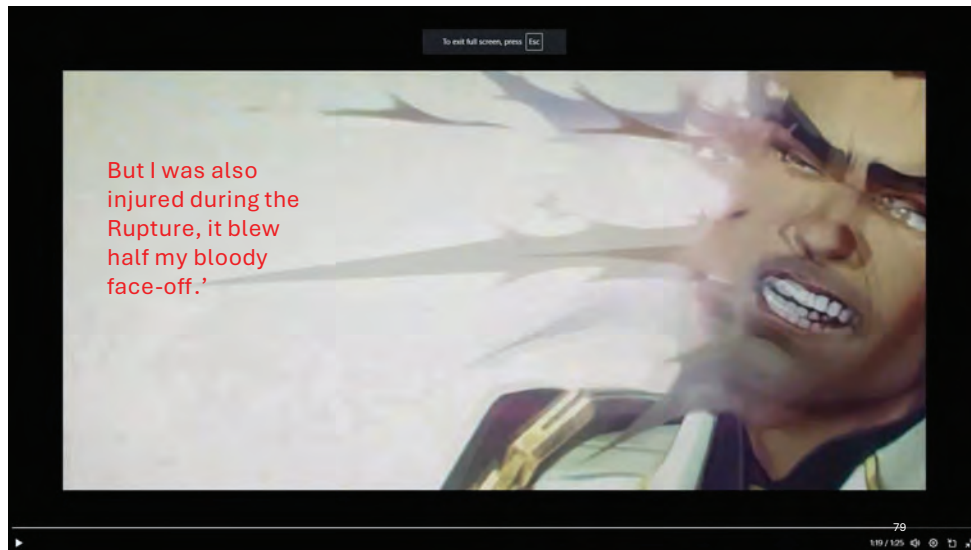 To exit full screen, press Esc
But I was also
injured during the
Rupture, it blew
half my bloody
face-off.’
79
1:19 / 1:25